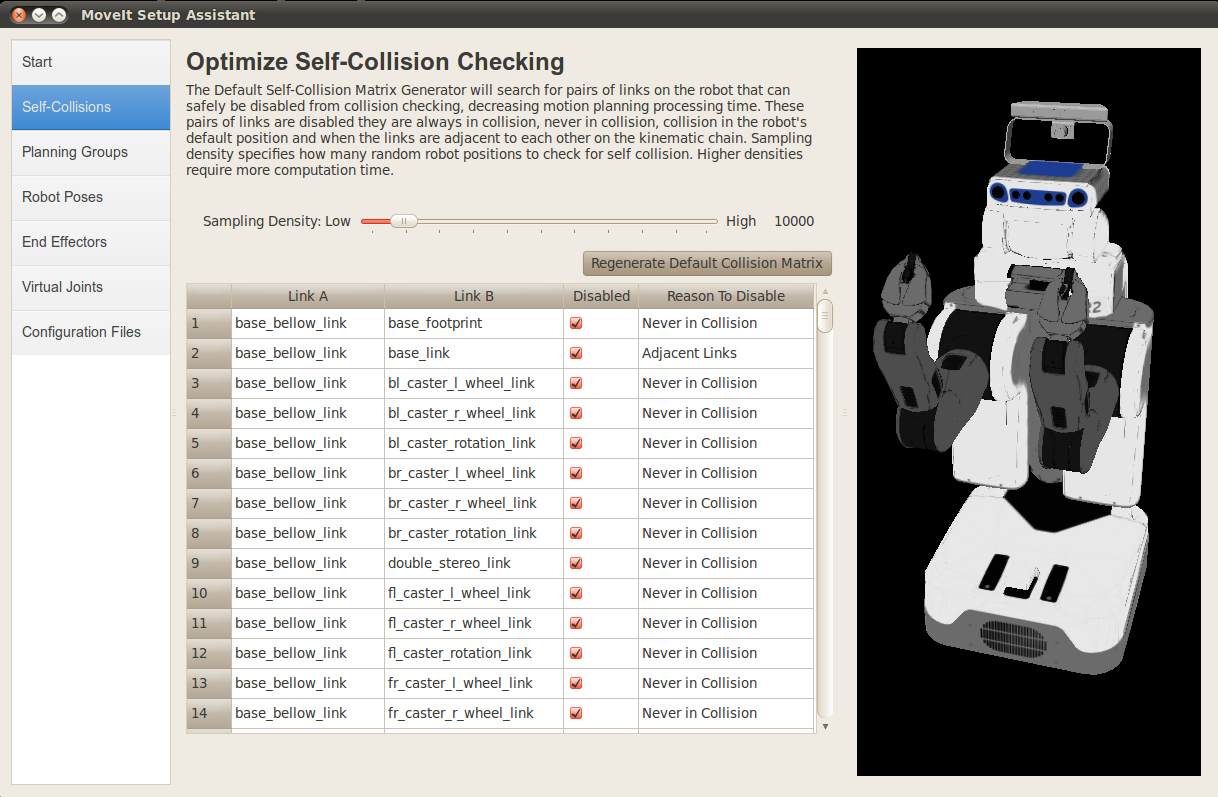 MoveIt Setup Assistant
Start
Self-Collisions
Planning Groups
Robot Poses
End Effectors
Virtual Joints
Configuration Files
Optimize Self-Collision Checking
The Default Self-Collision Matrix Generator will search for pairs of links on the robot that can
safely be disabled from collision checking, decreasing motion planning processing time. These
pairs of links are disabled they are always in collision, never in collision, collision in the robot's
default position and when the links are adjacent to each other on the kinematic chain. Sampling
density specifies how many random robot positions to check for self collision. Higher densities
require more computation time.
Sampling Density: Low High 10000
Regenerate Default Collision Matrix
Link A Link B Disabled Reason To Disable
1 base_bellow_link base_footprint Never in Collision
2 base_bellow_link base_link Adjacent Links
3 base_bellow_link bl_caster_l_wheel_link Never in Collision
4 base_bellow_link bl_caster_r_wheel_link Never in Collision
5 base_bellow_link bl_caster_rotation_link Never in Collision
6 base_bellow_link br_caster_l_wheel_link Never in Collision
7 base_bellow_link br_caster_r_wheel_link Never in Collision
8 base_bellow_link br_caster_rotation_link Never in Collision
9 base_bellow_link double_stereo_link Never in Collision
10 base_bellow_link fl_caster_l_wheel_link Never in Collision
11 base_bellow_link fl_caster_r_wheel_link Never in Collision
12 base_bellow_link fl_caster_rotation_link Never in Collision
13 base_bellow_link fr_caster_l_wheel_link Never in Collision
14 base_bellow_link fr_caster_r_wheel_link Never in Collision